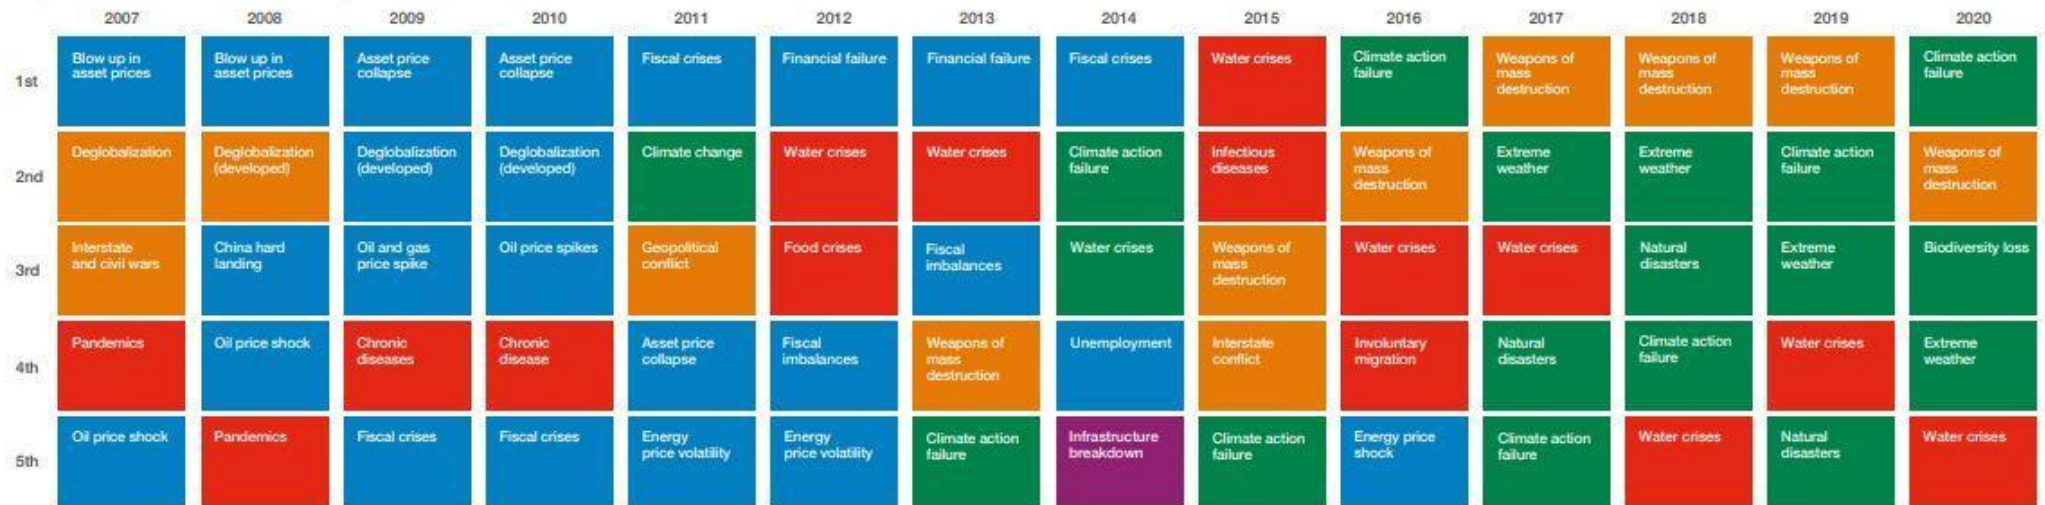 2007 2008 2009 2010 2011 2012 2013 2014 2015 2016 2017 2018 2019 2020
1st
Blow up in
asset prices
Blow up in
asset prices
Asset price
collapse
Asset price
collapse
Fiscal crises
Financial failure
Financial failure
Fiscal crises
Water crises
Climate action
failure
Weapons of
mass
destruction
Weapons of
mass
destruction
Weapons of
mass
destruction
Climate action
failure
2nd
Deglobalization
Deglobalization
(developed)
Deglobalization
(developed)
Deglobalization
(developed)
Climate change
Water crises
Water crises
Climate action
failure
Infectious
diseases
Weapons of
mass
destruction
Extreme
weather
Extreme
weather
Climate action
failure
Weapons of
mass
destruction
3rd
Interstate
and civil wars
China hard
landing
Oil and gas
price spike
Oil price spikes
Geopolitical
conflict
Food crises
Fiscal
imbalances
Water crises
Weapons of
mass
destruction
Water crises
Water crises
Natural
disasters
Extreme
weather
Biodiversity loss
4th
Pandemics
Oil price shock
Chronic
diseases
Chronic
disease
Asset price
collapse
Fiscal
imbalances
Weapons of
mass
destruction
Unemployment
Interstate
conflict
Involuntary
migration
Natural
disasters
Climate action
failure
Water crises
Extreme
weather
5th
Oil price shock
Pandemics
Fiscal crises
Fiscal crises
Energy
price volatility
Energy
price volatility
Climate action
failure
Infrastructure
breakdown
Climate action
failure
Energy price
shock
Climate action
failure
Water crises
Natural
disasters
Water crises